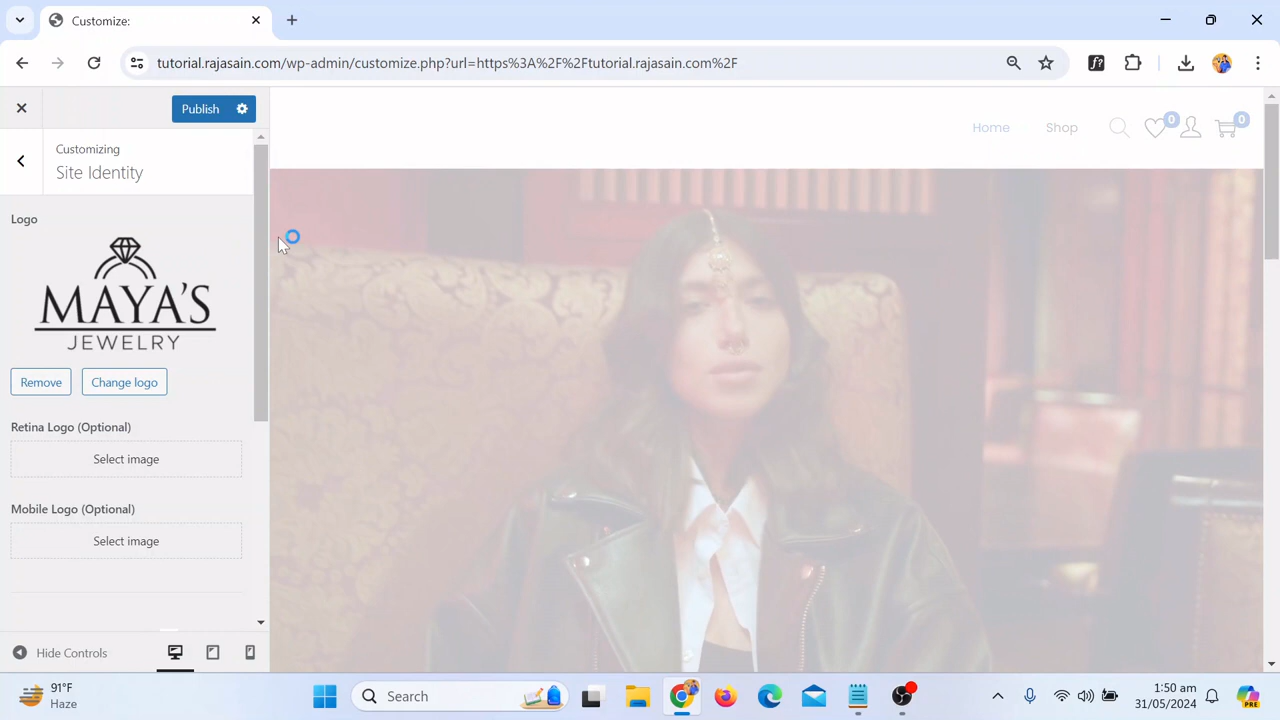 Customize:
tutorial.rajasain.com/wp-admin/customize.php?url=https%3A%2F%2Ftutorial.rajasain.com%2F
Publish
Customizing
Site Identity
Home
Shop
0
0
Logo
MAYA'S
JEWELRY
Remove
Change logo
Retina Logo (Optional)
Select image
Mobile Logo (Optional)
Select image
Hide Controls
91°F
Haze
Search
1:50 am
31/05/2024
PRE